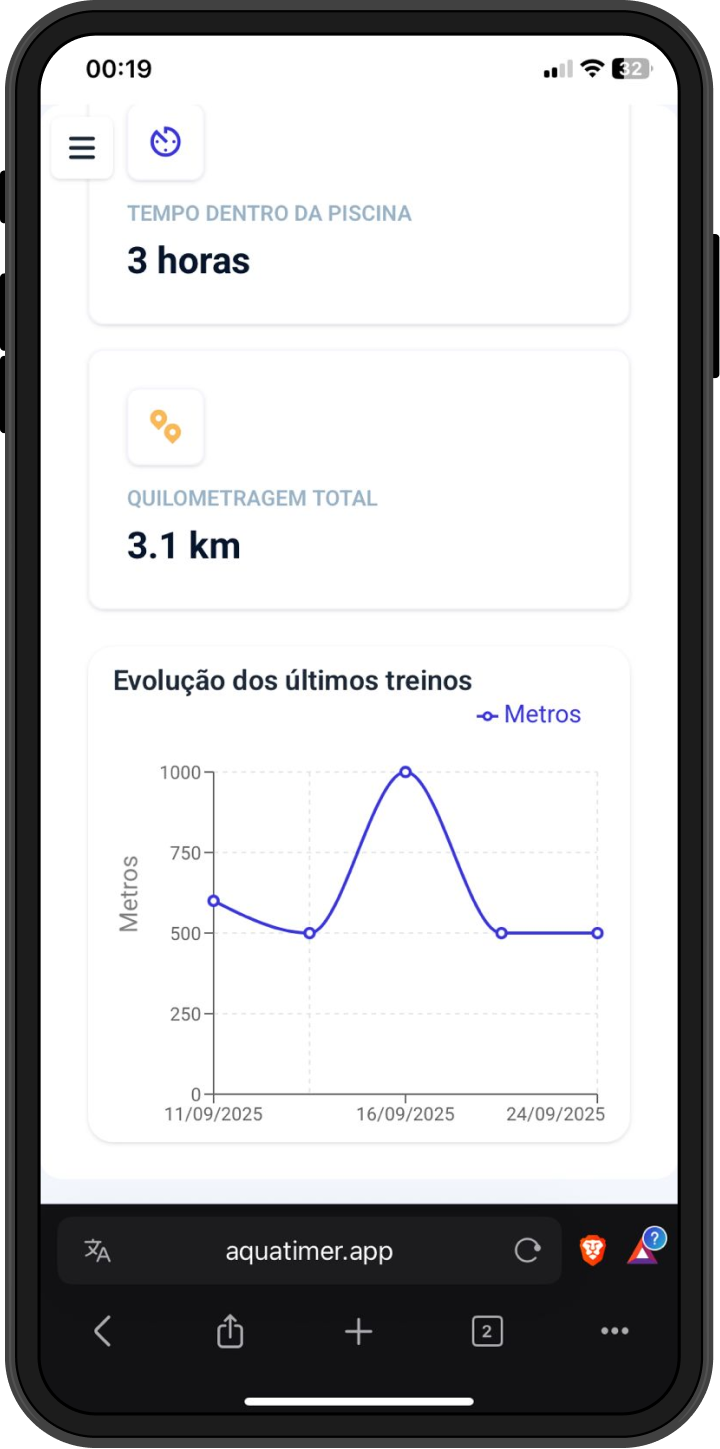 00:19
32
TEMPO DENTRO DA PISCINA
3 horas
QUILOMETRAGEM TOTAL
3.1 km
Evolução dos últimos treinos
Metros
1000
750
500
250
0
Metros
11/09/2025 16/09/2025 24/09/2025
aquatimer.app
?
2